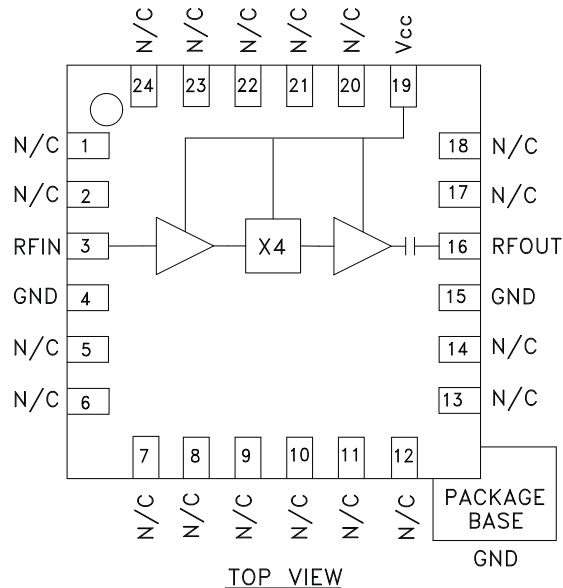 N/C N/C N/C N/C N/C Vcc
24 23 22 21 20 19
N/C 1
N/C 2
RFIN 3
GND 4
N/C 5
N/C 6
X4
18 N/C
17 N/C
16 RFOUT
15 GND
14 N/C
13 N/C
7 8 9 10 11 12
N/C N/C N/C N/C N/C N/C
PACKAGE
BASE
GND
TOP VIEW